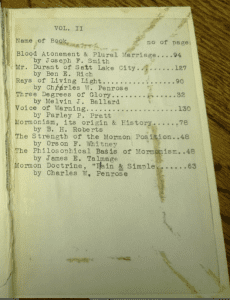 VOL. II
Name of Book no of page
Blood Atonement & Plural Marriage....94
by Joseph F. Smith
Mr. Durant of Salt Lake City..........127
by Ben E. Rich
Rays of Living Light..............90
by Charles W. Penrose
Three Degrees of Glory............32
by Melvin J. Ballard
Voice of Warning..................138
by Parley P. Pratt
Mormonism, its origin & History.....78
by B. H. Roberts
The Strength of the Mormon Position..48
by Orson F. Whitney
The Philosophical Basis of Mormonism..48
by James E. Talmage
Mormon Doctrine, "Plain & Simple......63
by Charles W. Penrose